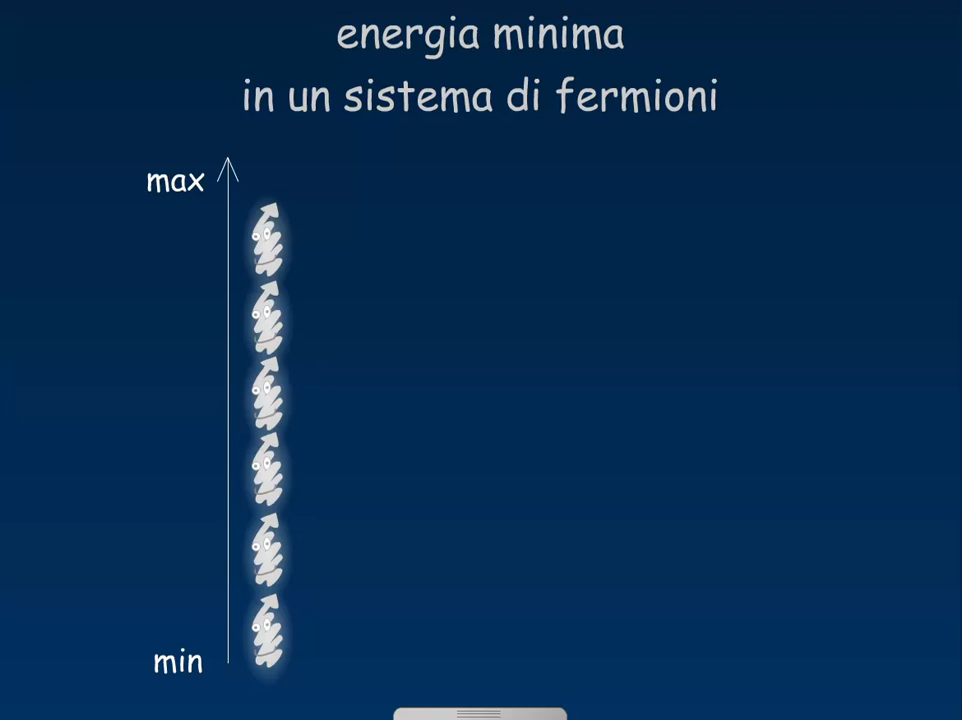 energia minima
in un sistema di fermioni
max
min